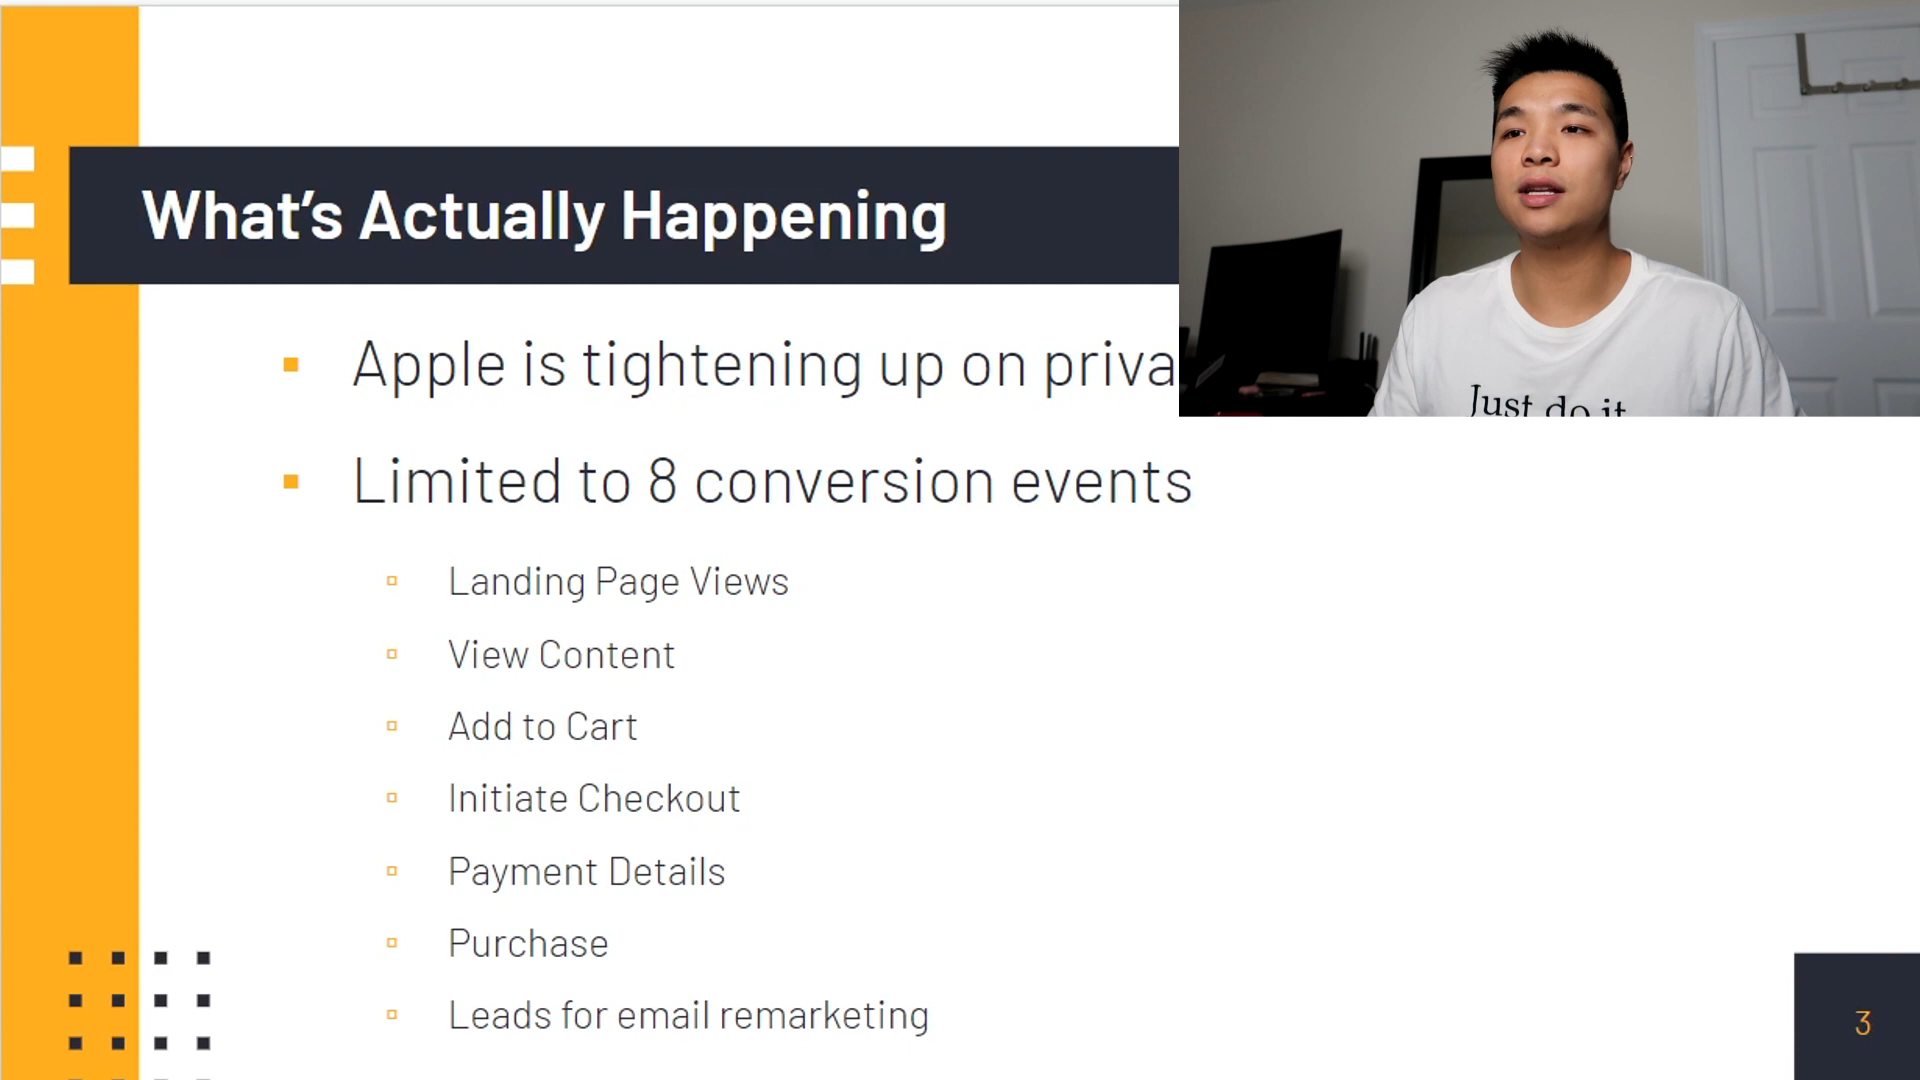 What's Actually Happening
Apple is tightening up on
Limited to 8 conversion events
Landing Page Views
View Content
Add to Cart
Initiate Checkout
Payment Details
Purchase
Leads for email remarketing
Just do it
3